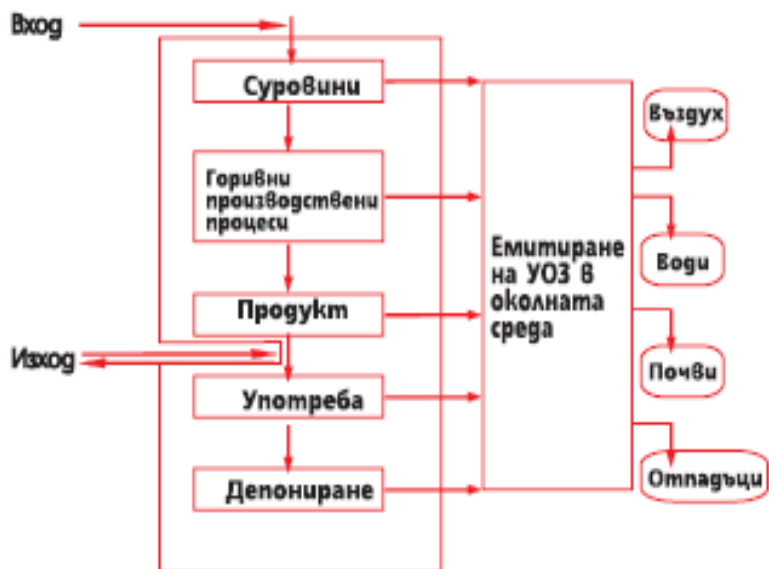 Вход
Суровини
Горивни
производствени
процеси
Продукт
Изход
Употреба
Депониране
Емитиране
на УОЗ в
околната
среда
Въздух
Води
Почви
Отпадъци